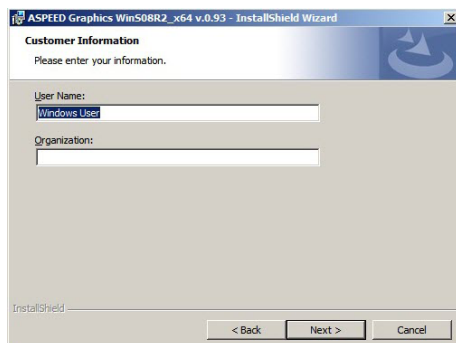 ASPEED Graphics WinS08R2_x64 v.0.93 - InstallShield Wizard
Customer Information
Please enter your information.
User Name:
Windows User
Organization:
InstallShield
< Back Next > Cancel